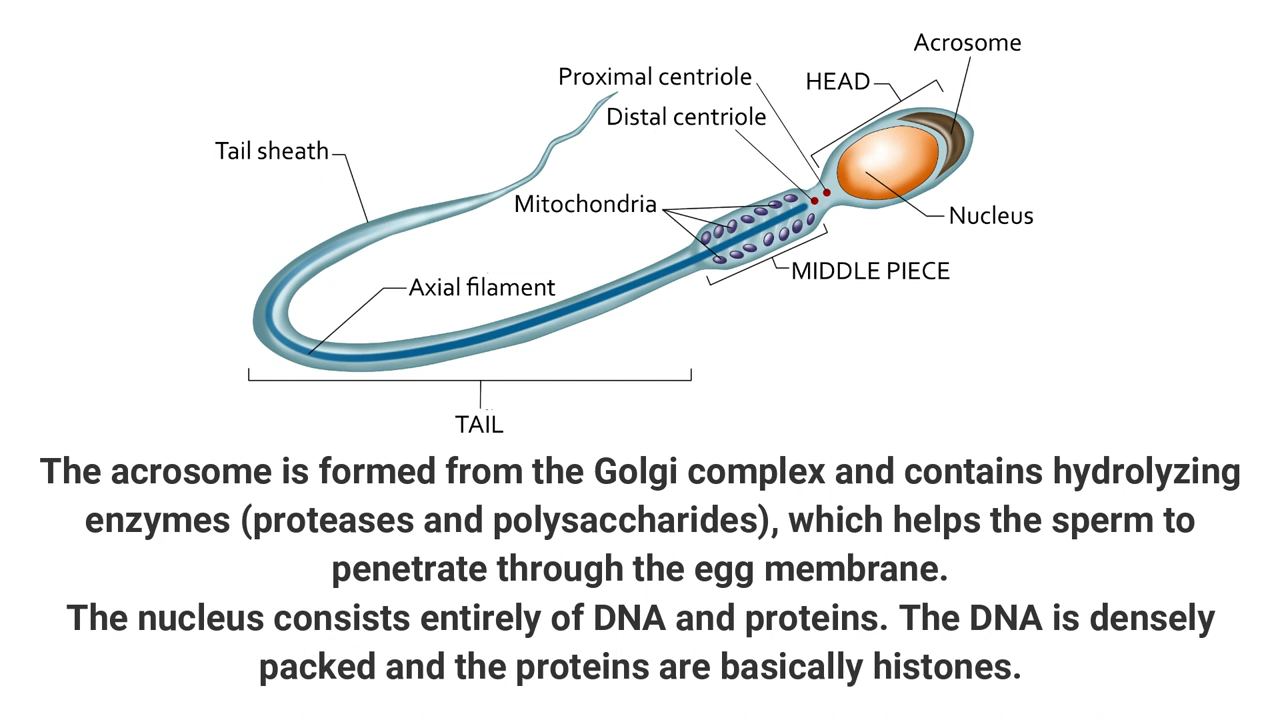 Acrosome
Proximal centriole
HEAD
Distal centriole
Tail sheath
Mitochondria
Nucleus
MIDDLE PIECE
Axial filament
TAIL
The acrosome is formed from the Golgi complex and contains hydrolyzing
enzymes (proteases and polysaccharides), which helps the sperm to
penetrate through the egg membrane.
The nucleus consists entirely of DNA and proteins. The DNA is densely
packed and the proteins are basically histones.